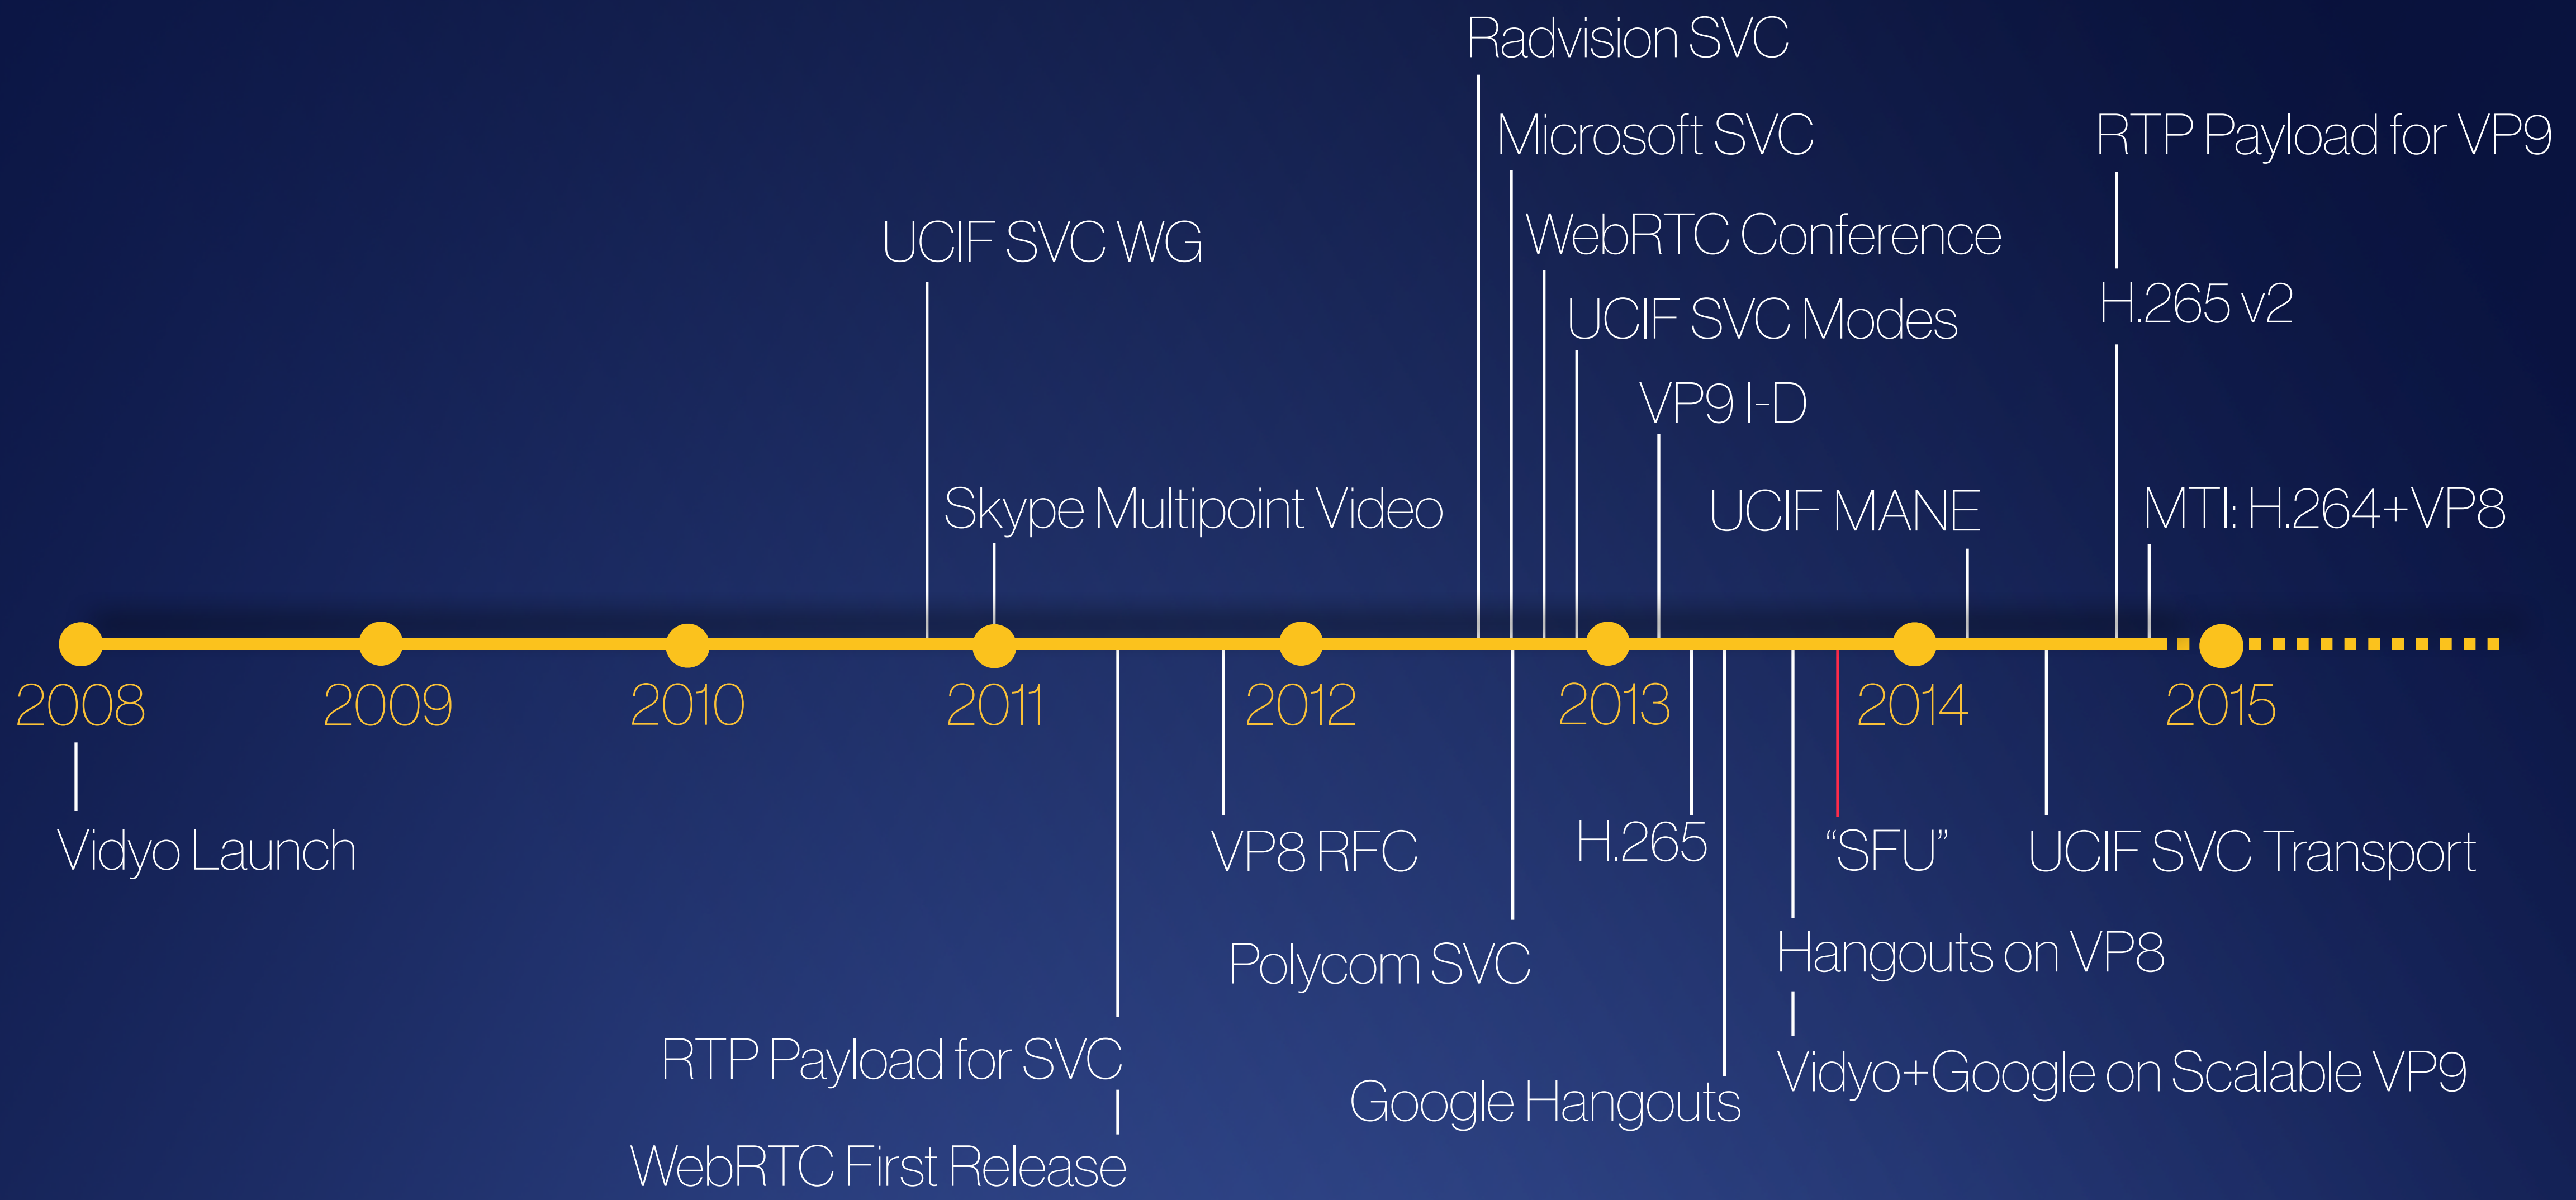 Radvision SVC
Microsoft SVC
RTP Payload for VP9
WebRTC Conference
UCIF SVC WG
H.265 v2
UCIF SVC Modes
VP9 I-D
Skype Multipoint Video
UCIF MANE
MTI: H.264+VP8
2008
2009
2010
2011
2012
2013
2014
2015
Vidyo Launch
VP8 RFC
H.265
“SFU”
UCIF SVC Transport
Polycom SVC
Hangouts on VP8
RTP Payload for SVC
Google Hangouts
Vidyo+Google on Scalable VP9
WebRTC First Release